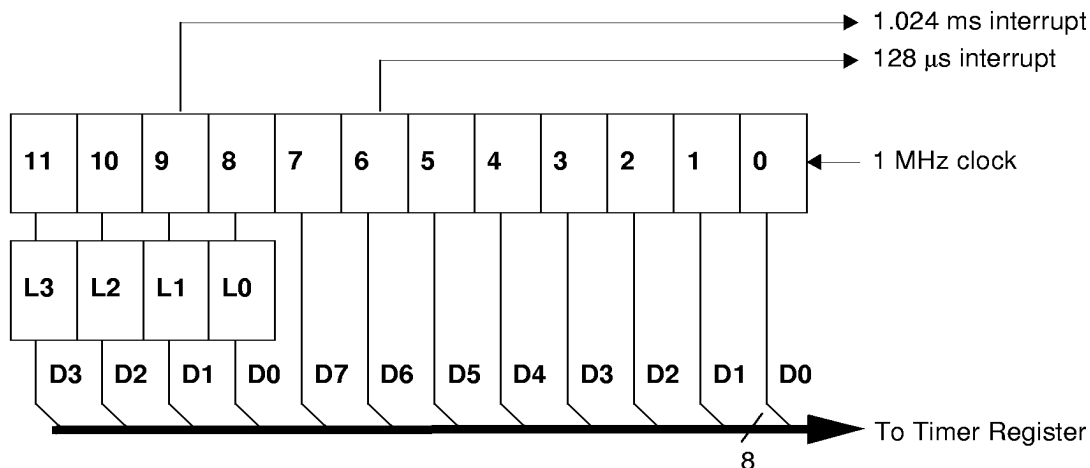 1.024 ms interrupt
128 μs interrupt
11 10 9 8 7 6 5 4 3 2 1 0
1 MHz clock
L3 L2 L1 L0
D3 D2 D1 D0 D7 D6 D5 D4 D3 D2 D1 D0
To Timer Register
8